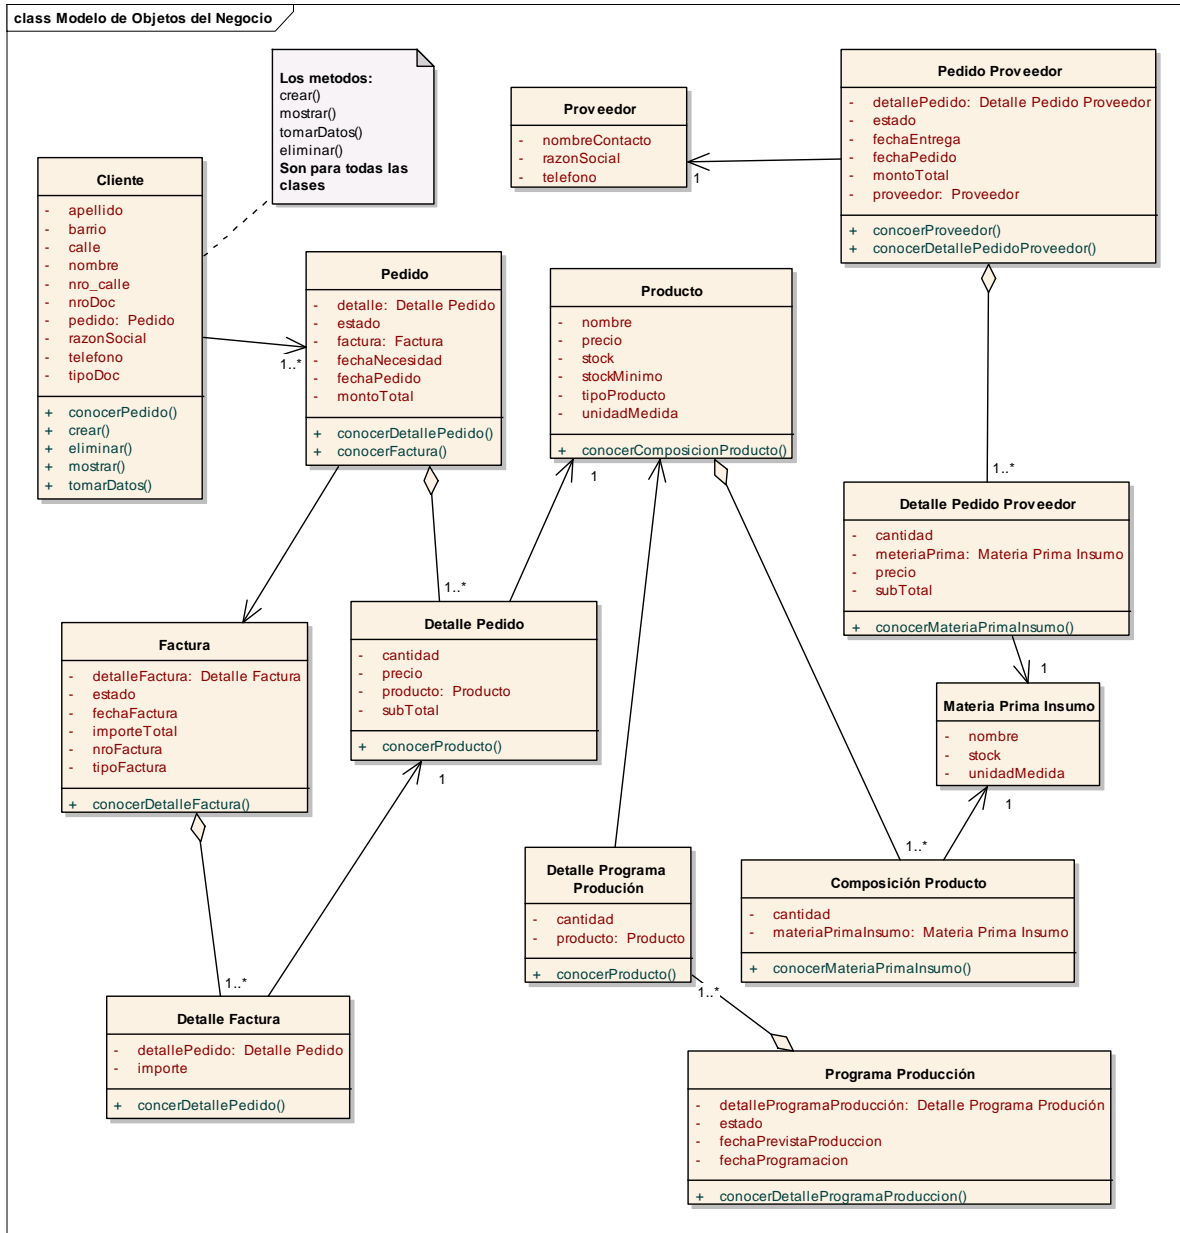 class Modelo de Objetos del Negocio
Los metodos:
crear()
mostrar()
tomarDatos()
eliminar()
Son para todas las
clases
Proveedor
- nombreContacto
- razonSocial
- telefono
1
Pedido Proveedor
- detallePedido: Detalle Pedido Proveedor
- estado
- fechaEntrega
- fechaPedido
- montoTotal
- proveedor: Proveedor
+ concoerProveedor()
+ conocerDetallePedidoProveedor()
Cliente
- apellido
- barrio
- calle
- nombre
- nro_calle
- nroDoc
- pedido: Pedido
- razonSocial
- telefono
- tipoDoc
+ conocerPedido()
+ crear()
+ eliminar()
+ mostrar()
+ tomarDatos()
1..*
Pedido
- detalle: Detalle Pedido
- estado
- factura: Factura
- fechaNecesidad
- fechaPedido
- montoTotal
+ conocerDetallePedido()
+ conocerFactura()
Producto
- nombre
- precio
- stock
- stockMinimo
- tipoProducto
- unidadMedida
+ conocerComposicionProducto()
1
1..*
Detalle Pedido Proveedor
- cantidad
- meteriaPrima: Materia Prima Insumo
- precio
- subTotal
+ conocerMateriaPrimaInsumo()
1
1..*
Detalle Pedido
- cantidad
- precio
- producto: Producto
- subTotal
+ conocerProducto()
1
Factura
- detalleFactura: Detalle Factura
- estado
- fechaFactura
- importeTotal
- nroFactura
- tipoFactura
+ conocerDetalleFactura()
Materia Prima Insumo
- nombre
- stock
- unidadMedida
1
1..*
Detalle Programa
Produción
- cantidad
- producto: Producto
+ conocerProducto()
1..*
Composición Producto
- cantidad
- materiaPrimaInsumo: Materia Prima Insumo
+ conocerMateriaPrimaInsumo()
1..*
Detalle Factura
- detallePedido: Detalle Pedido
- importe
+ concerDetallePedido()
Programa Producción
- detalleProgramaProducción: Detalle Programa Produción
- estado
- fechaPrevistaProduccion
- fechaProgramacion
+ conocerDetalleProgramaProduccion()